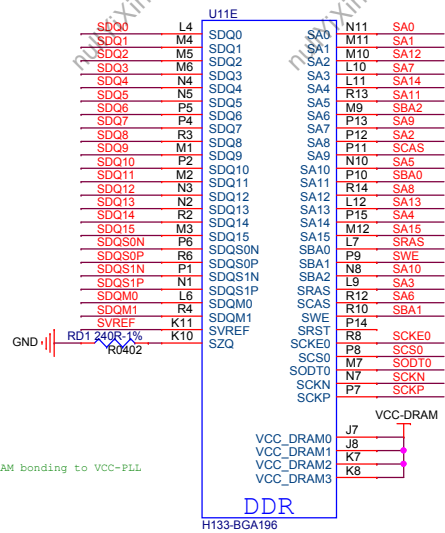 U11E
SDQ0 L4 SDQ0 SA0 N11 SA0
SDQ1 M4 SDQ1 SA1 M11 SA1
SDQ2 M5 SDQ2 SA2 M10 SA12
SDQ3 M6 SDQ3 SA3 L10 SA7
SDQ4 N4 SDQ4 SA4 L11 SA14
SDQ5 N5 SDQ5 SA5 R13 SA11
SDQ6 P5 SDQ6 SA6 M9 SBA2
SDQ7 P4 SDQ7 SA7 P13 SA9
SDQ8 R3 SDQ8 SA8 P12 SA2
SDQ9 M1 SDQ9 SA9 P11 SCAS
SDQ10 P2 SDQ10 SA10 N10 SA5
SDQ11 M2 SDQ11 SA11 P10 SBA0
SDQ12 N3 SDQ12 SA12 R14 SA8
SDQ13 N2 SDQ13 SA13 L12 SA13
SDQ14 R2 SDQ14 SA14 P15 SA4
SDQ15 M3 SDQ15 SA15 M12 SA15
SDQS0N P6 SDQS0N SBA0 L7 SRAS
SDQS0P R6 SDQS0P SBA1 P9 SWE
SDQS1N P1 SDQS1N SBA2 N8 SA10
SDQS1P N1 SDQS1P SRAS L9 SA3
SDQM0 L6 SDQM0 SCAS R12 SA6
SDQM1 R4 SDQM1 SWE R10 SBA1
SVREF K11 SVREF SRST P14
GND RD1 240R-1% K10 SZQ SCKE0 R8 SCKE0
R0402
SCS0 P8 SCS0
SODT0 M7 SODT0
SCKN N7 SCKN
SCKP P7 SCKP
VCC-DRAM
VCC_DRAM0 J7
VCC_DRAM1 J8
VCC_DRAM2 K7
VCC_DRAM3 K8
AM bonding to VCC-PLL
DDR
H133-BGA196